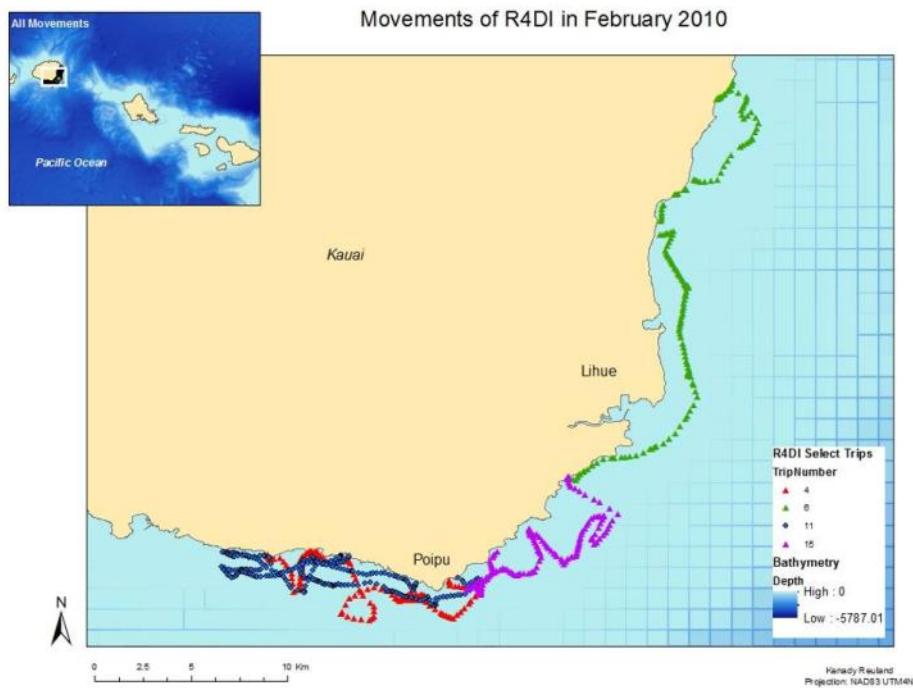 Movements of R4DI in February 2010
All Movements
Pacific Ocean
Kauai
Lihue
Poipu
R4DI Select Trips
TripNumber
4
6
11
15
Bathymetry
Depth
High : 0
Low : -5787.01
N
0 2.5 5 10 Km
Kanady Reuland
Projection: NAD83 UTM4N